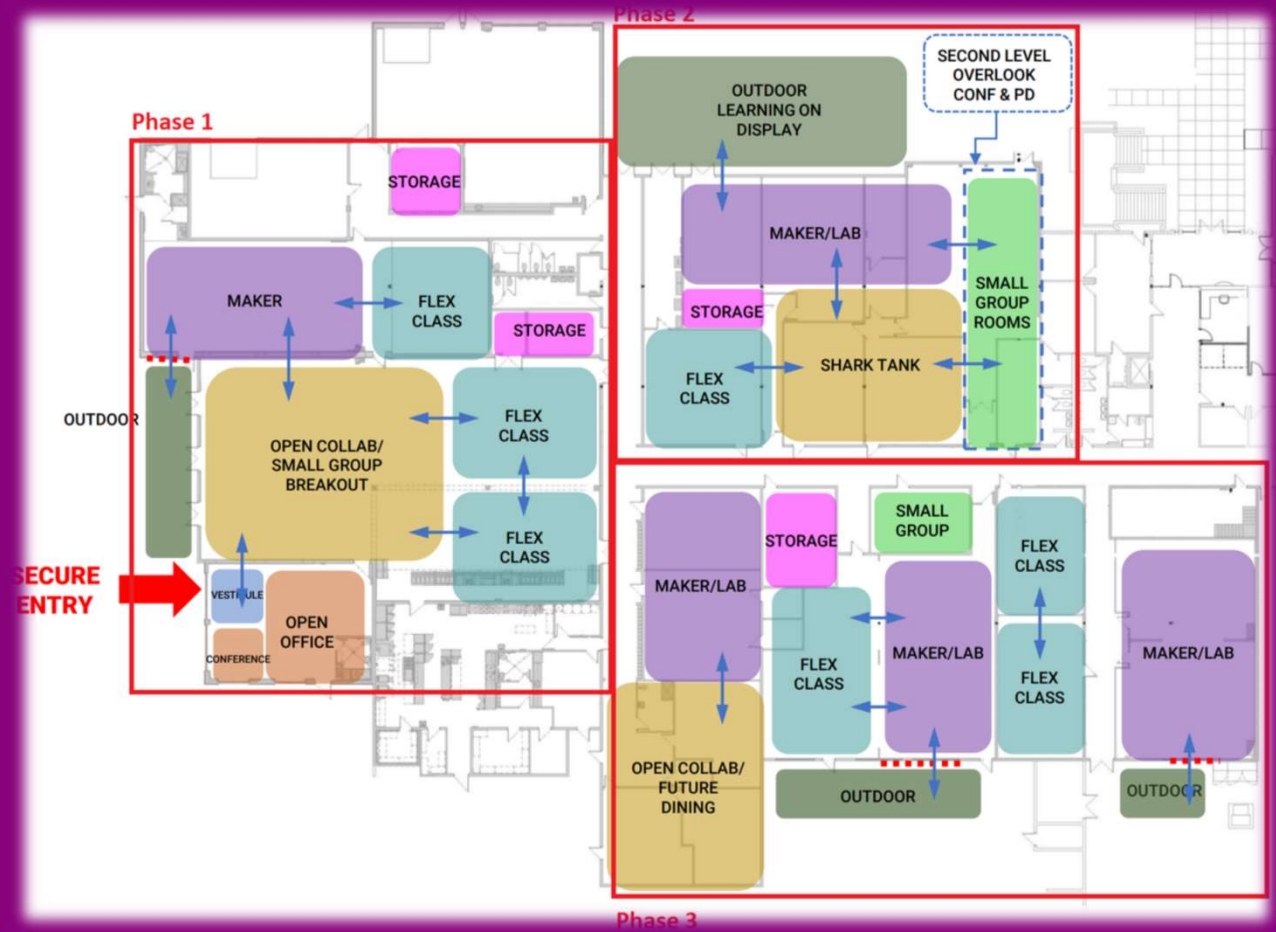 Phase 1
STORAGE
MAKER
FLEX
CLASS
STORAGE
OUTDOOR
OPEN COLLAB/
SMALL GROUP
BREAKOUT
FLEX
CLASS
FLEX
CLASS
SECURE
ENTRY
VESTIBULE
CONFERENCE
OPEN
OFFICE
Phase 2
OUTDOOR
LEARNING ON
DISPLAY
SECOND LEVEL
OVERLOOK
CONF & PD
MAKER/LAB
STORAGE
SMALL
GROUP
ROOMS
FLEX
CLASS
SHARK TANK
MAKER/LAB
STORAGE
SMALL
GROUP
FLEX
CLASS
FLEX
CLASS
MAKER/LAB
FLEX
CLASS
MAKER/LAB
OPEN COLLAB/
FUTURE
DINING
OUTDOOR
OUTDOOR
Phase 3